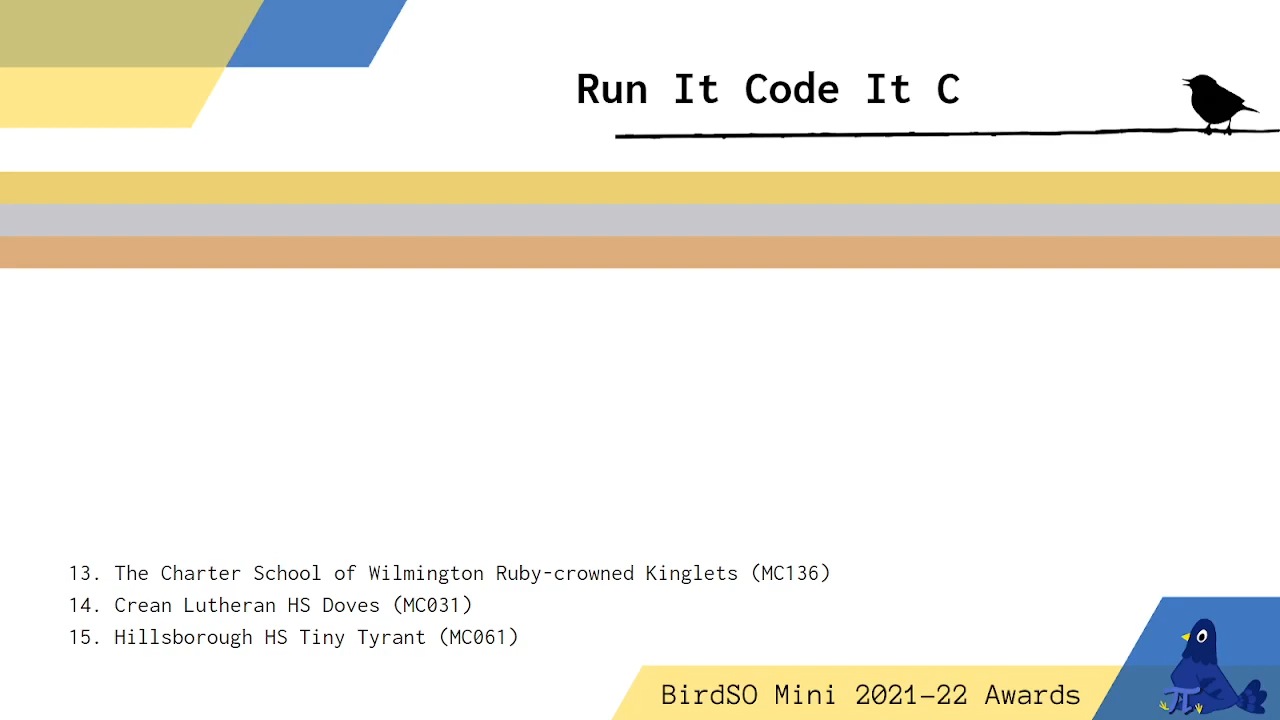 Run It Code It C
13. The Charter School of Wilmington Ruby-crowned Kinglets (MC136)
14. Crean Lutheran HS Doves (MC031)
15. Hillsborough HS Tiny Tyrant (MC061)
BirdSO Mini 2021–22 Awards